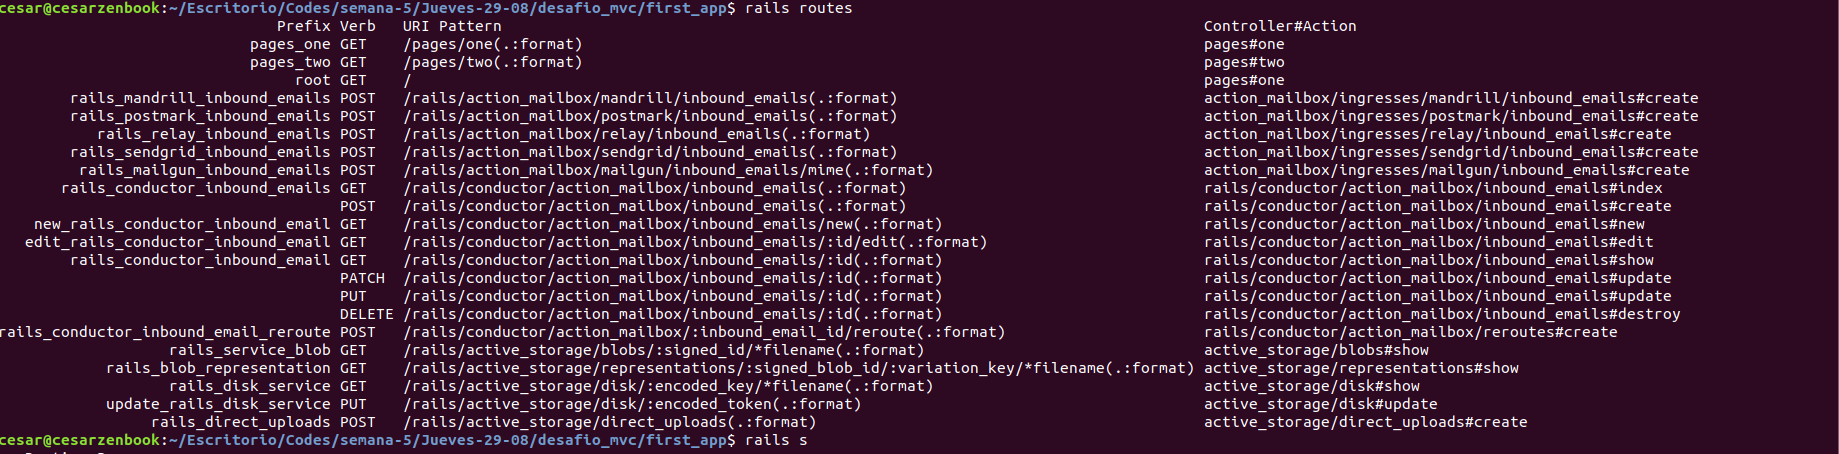 cesar@cesarzenbook:~/Escritorio/Codes/semana-5/Jueves-29-08/desafio_mvc/first_app$ rails routes
Prefix Verb URI Pattern Controller#Action
pages_one GET /pages/one(.:format) pages#one
pages_two GET /pages/two(.:format) pages#two
root GET / pages#one
rails_mandrill_inbound_emails POST /rails/action_mailbox/mandrill/inbound_emails(.:format) action_mailbox/ingresses/mandrill/inbound_emails#create
rails_postmark_inbound_emails POST /rails/action_mailbox/postmark/inbound_emails(.:format) action_mailbox/ingresses/postmark/inbound_emails#create
rails_relay_inbound_emails POST /rails/action_mailbox/relay/inbound_emails(.:format) action_mailbox/ingresses/relay/inbound_emails#create
rails_sendgrid_inbound_emails POST /rails/action_mailbox/sendgrid/inbound_emails(.:format) action_mailbox/ingresses/sendgrid/inbound_emails#create
rails_mailgun_inbound_emails POST /rails/action_mailbox/mailgun/inbound_emails/mime(.:format) action_mailbox/ingresses/mailgun/inbound_emails#create
rails_conductor_inbound_emails GET /rails/conductor/action_mailbox/inbound_emails(.:format) rails/conductor/action_mailbox/inbound_emails#index
POST /rails/conductor/action_mailbox/inbound_emails(.:format) rails/conductor/action_mailbox/inbound_emails#create
new_rails_conductor_inbound_email GET /rails/conductor/action_mailbox/inbound_emails/new(.:format) rails/conductor/action_mailbox/inbound_emails#new
edit_rails_conductor_inbound_email GET /rails/conductor/action_mailbox/inbound_emails/:id/edit(.:format) rails/conductor/action_mailbox/inbound_emails#edit
rails_conductor_inbound_email GET /rails/conductor/action_mailbox/inbound_emails/:id(.:format) rails/conductor/action_mailbox/inbound_emails#show
PATCH /rails/conductor/action_mailbox/inbound_emails/:id(.:format) rails/conductor/action_mailbox/inbound_emails#update
PUT /rails/conductor/action_mailbox/inbound_emails/:id(.:format) rails/conductor/action_mailbox/inbound_emails#update
DELETE /rails/conductor/action_mailbox/inbound_emails/:id(.:format) rails/conductor/action_mailbox/inbound_emails#destroy
rails_conductor_inbound_email_reroute POST /rails/conductor/action_mailbox/:inbound_email_id/reroute(.:format) rails/conductor/action_mailbox/reroutes#create
rails_service_blob GET /rails/active_storage/blobs/:signed_id/*filename(.:format) active_storage/blobs#show
rails_blob_representation GET /rails/active_storage/representations/:signed_blob_id/:variation_key/*filename(.:format) active_storage/representations#show
rails_disk_service GET /rails/active_storage/disk/:encoded_key/*filename(.:format) active_storage/disk#show
update_rails_disk_service PUT /rails/active_storage/disk/:encoded_token(.:format) active_storage/disk#update
rails_direct_uploads POST /rails/active_storage/direct_uploads(.:format) active_storage/direct_uploads#create
cesar@cesarzenbook:~/Escritorio/Codes/semana-5/Jueves-29-08/desafio_mvc/first_app$ rails s